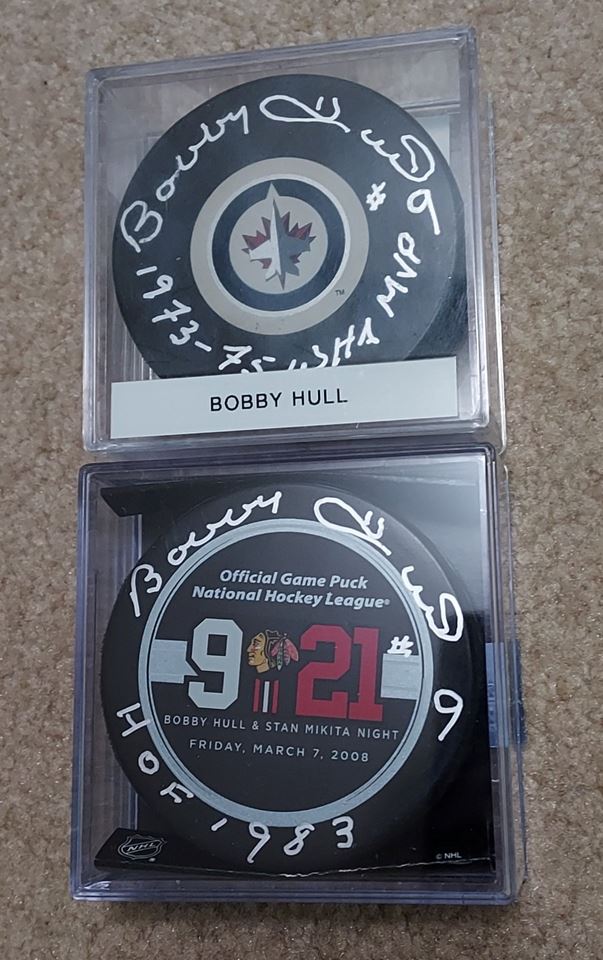 Bobby Hull #9
1973-75 WHA MVP
TM
BOBBY HULL
Bobby Hull #9
Official Game Puck
National Hockey League®
9 21
BOBBY HULL & STAN MIKITA NIGHT
FRIDAY, MARCH 7, 2008
HOF 1983
NHL
© NHL